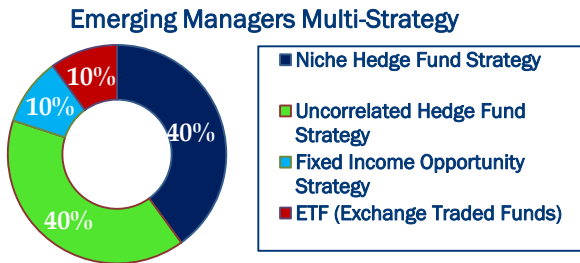 Emerging Managers Multi-Strategy
10%
10%
40%
40%
Niche Hedge Fund Strategy
Uncorrelated Hedge Fund
Strategy
Fixed Income Opportunity
Strategy
ETF (Exchange Traded Funds)